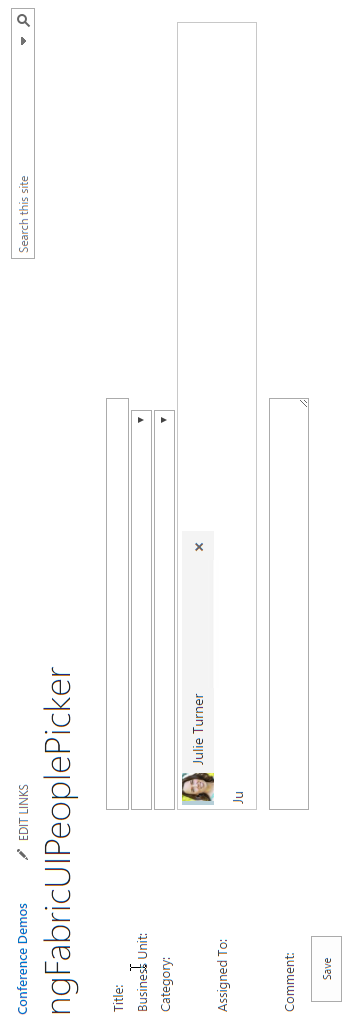 Conference Demos EDIT LINKS Search this site
ngFabricUIPeoplePicker
Title:
Business Unit:
Category:
Julie Turner
Assigned To: Ju
Comment:
Save